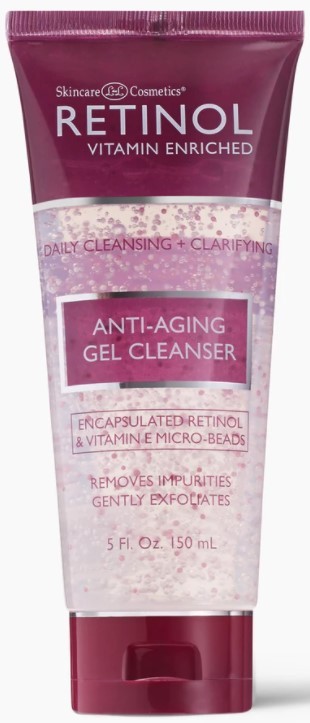 Skincare L+L Cosmetics®
RETINOL
VITAMIN ENRICHED
DAILY CLEANSING + CLARIFYING
ANTI-AGING
GEL CLEANSER
ENCAPSULATED RETINOL
& VITAMIN E MICRO-BEADS
REMOVES IMPURITIES
GENTLY EXFOLIATES
5 Fl. Oz. 150 mL